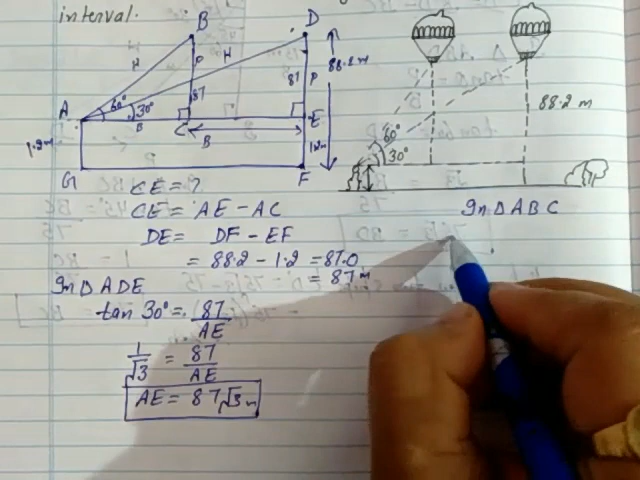 interval.
B
D
H
H
P
P
88.2 m
87
87
A
60°
30°
B
C
E
B
1.2m
1.2m
G
F
88.2 m
60°
30°
CE = ?
CE = AE - AC
DE = DF - EF
= 88.2 - 1.2 = 87.0
= 87 m
In Δ ADE
tan 30° = 87/AE
1/√3 = 87/AE
AE = 87√3 m
In Δ ABC